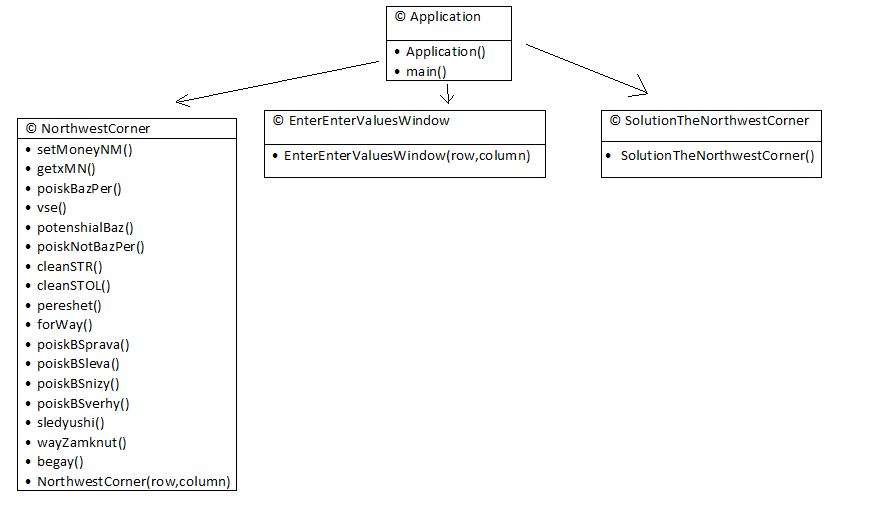 © Application
• Application()
• main()
© NorthwestCorner
• setMoneyNM()
• getxMN()
• poiskBazPer()
• vse()
• potenshialBaz()
• poiskNotBazPer()
• cleanSTR()
• cleanSTOL()
• pereshet()
• forWay()
• poiskBSprava()
• poiskBSleva()
• poiskBSnizy()
• poiskBSverhy()
• sledyushi()
• wayZamknut()
• begay()
• NorthwestCorner(row,column)
© EnterEnterValuesWindow
• EnterEnterValuesWindow(row,column)
© SolutionTheNorthwestCorner
• SolutionTheNorthwestCorner()